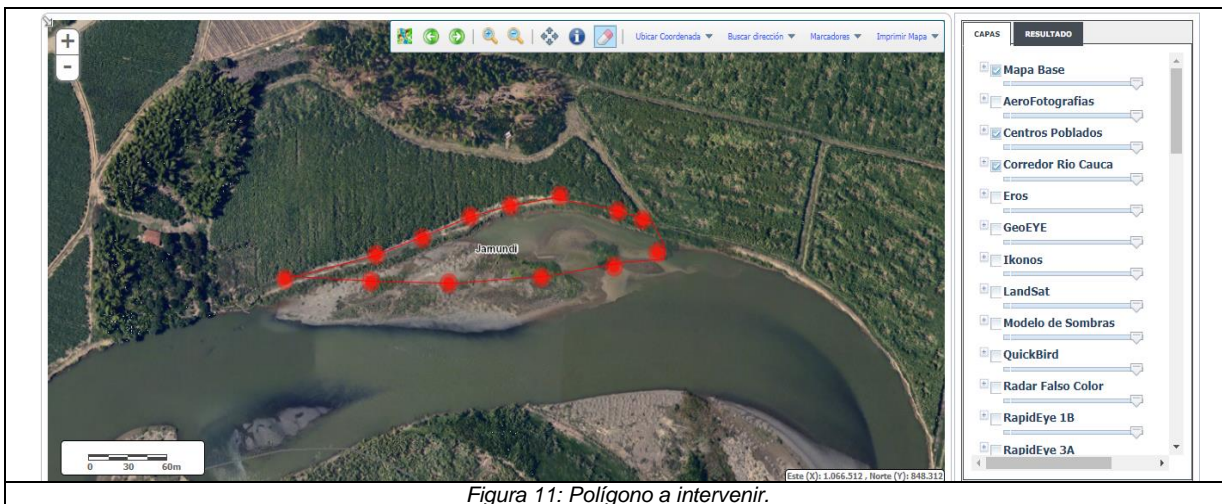 Ubicar Coordenada
Buscar dirección
Marcadores
Imprimir Mapa
+
-
Jamundi
0 30 60m
Este (X): 1.066.512 , Norte (Y): 848.312
CAPAS
RESULTADO
Mapa Base
AeroFotografias
Centros Poblados
Corredor Rio Cauca
Eros
GeoEYE
Ikonos
LandSat
Modelo de Sombras
QuickBird
Radar Falso Color
RapidEye 1B
RapidEye 3A
Figura 11: Polígono a intervenir.